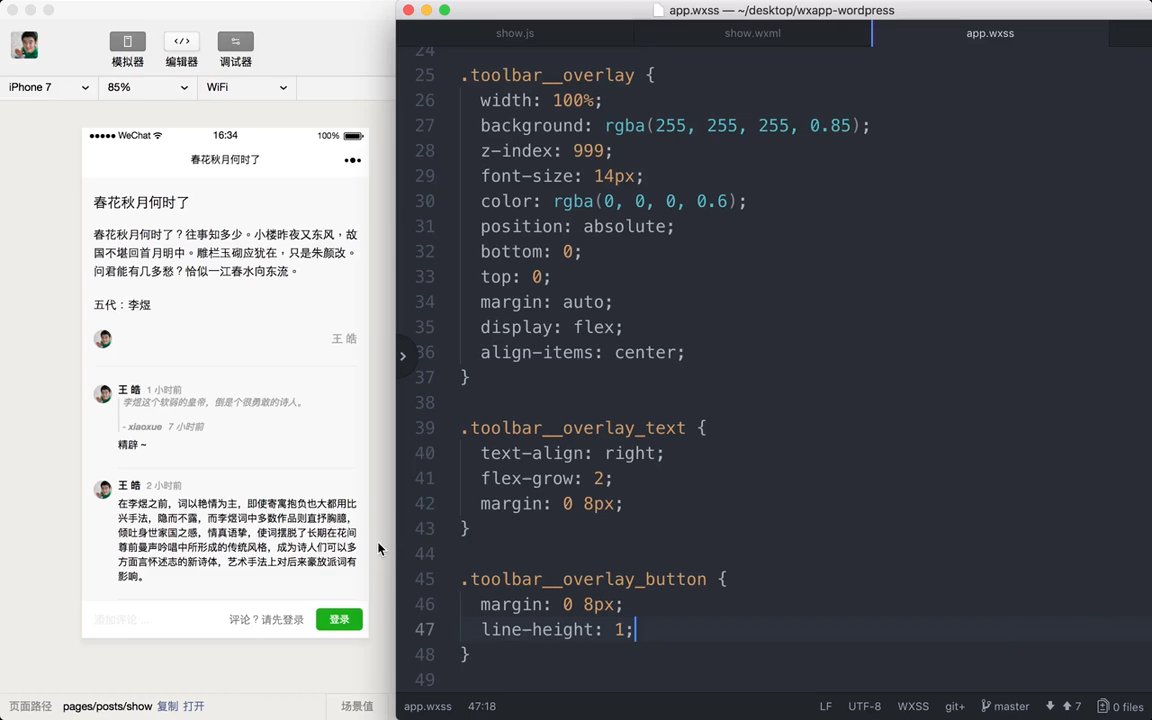 app.wxss — ~/desktop/wxapp-wordpress
模拟器 编辑器 调试器
iPhone 7 85% WiFi
WeChat 16:34 100%
春花秋月何时了
春花秋月何时了
春花秋月何时了？往事知多少。小楼昨夜又东风，故
国不堪回首月明中。雕栏玉砌应犹在，只是朱颜改。
问君能有几多愁？恰似一江春水向东流。
五代：李煜
王 皓
王 皓 1 小时前
李煜这个软弱的皇帝，倒是个很勇敢的诗人。
- xiaoxue 7 小时前
精辟 ~
王 皓 2 小时前
在李煜之前，词以艳情为主，即使寄寓抱负也大都用比
兴手法，隐而不露，而李煜词中多数作品则直抒胸臆，
倾吐身世家国之感，情真语挚，使词摆脱了长期在花间
尊前曼声吟唱中所形成的传统风格，成为诗人们可以多
方面言怀述志的新诗体，艺术手法上对后来豪放派词有
影响。
添加评论 ... 评论？请先登录 登录
页面路径 pages/posts/show 复制 打开 场景值
show.js show.wxml app.wxss
24
25 .toolbar__overlay {
26 width: 100%;
27 background: rgba(255, 255, 255, 0.85);
28 z-index: 999;
29 font-size: 14px;
30 color: rgba(0, 0, 0, 0.6);
31 position: absolute;
32 bottom: 0;
33 top: 0;
34 margin: auto;
35 display: flex;
36 align-items: center;
37 }
38
39 .toolbar__overlay_text {
40 text-align: right;
41 flex-grow: 2;
42 margin: 0 8px;
43 }
44
45 .toolbar__overlay_button {
46 margin: 0 8px;
47 line-height: 1;
48 }
49
app.wxss 47:18 LF UTF-8 WXSS git+ master 7 0 files